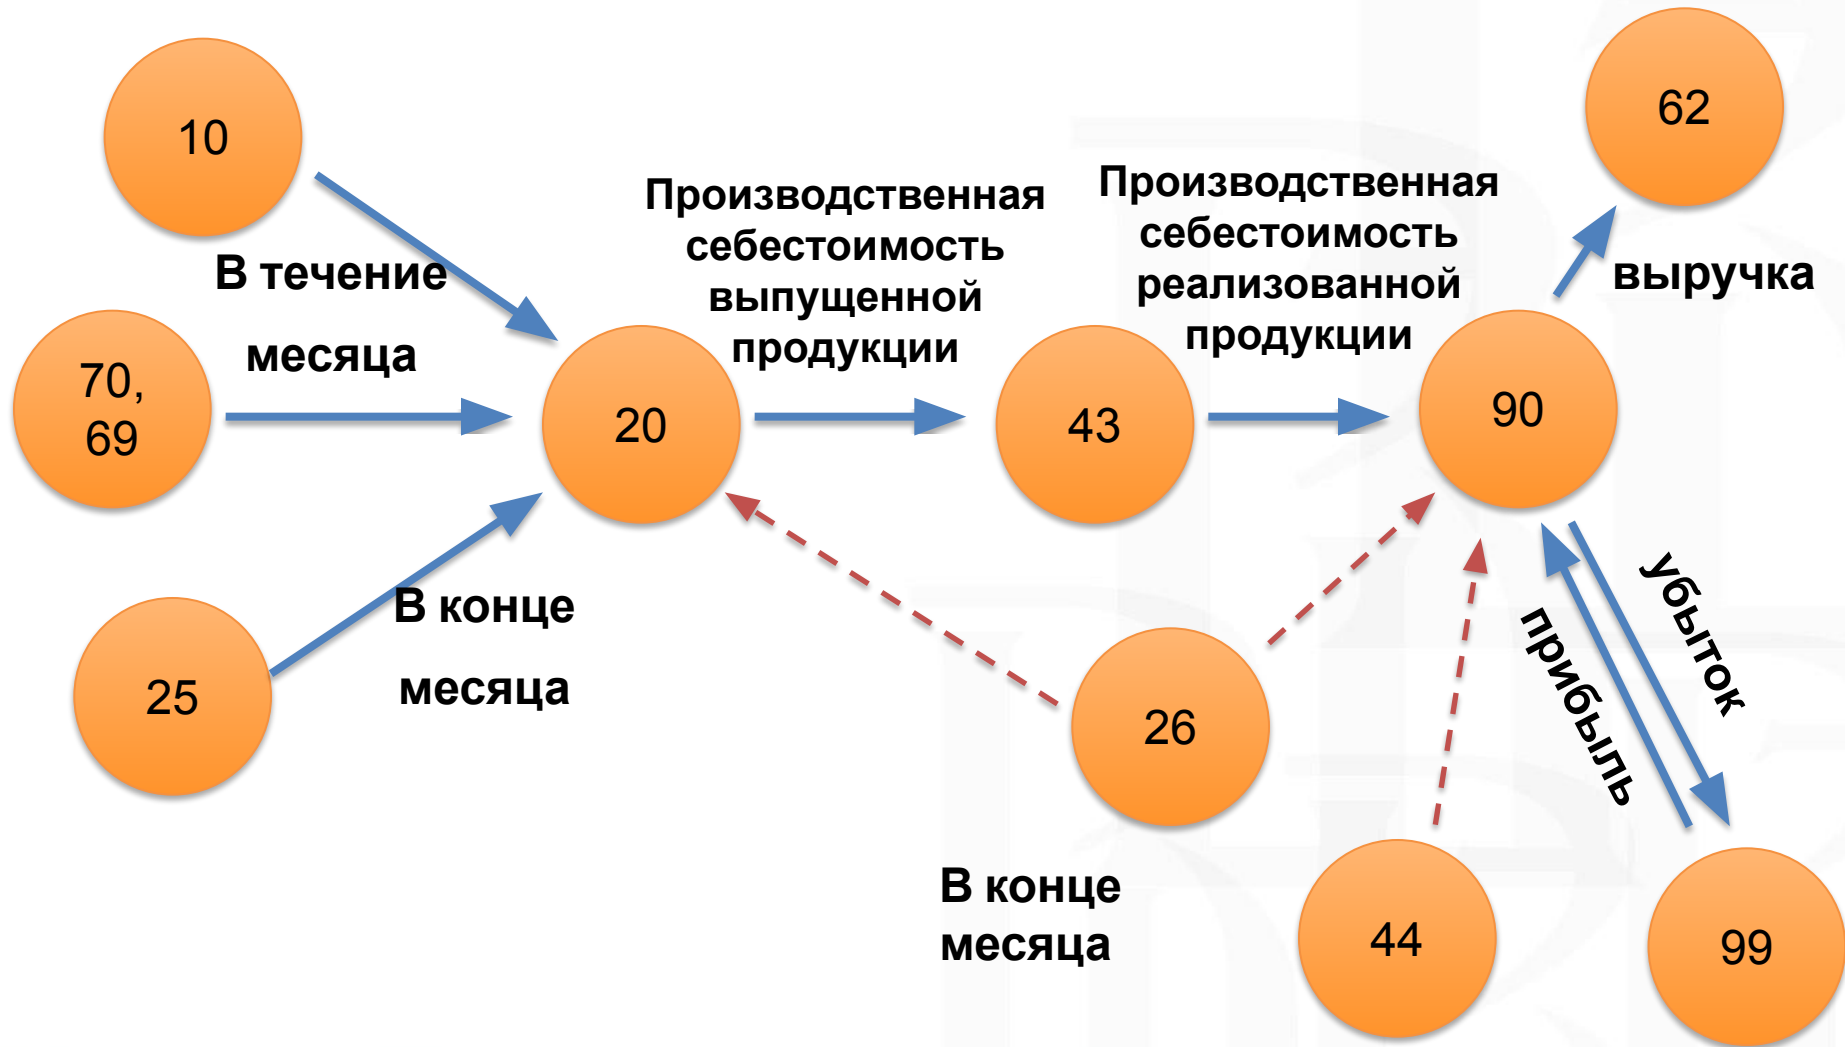 10
В течение
месяца
70,
69
25
В конце
месяца
20
Производственная
себестоимость
выпущенной
продукции
43
Производственная
себестоимость
реализованной
продукции
90
62
выручка
26
В конце
месяца
44
прибыль
убыток
99